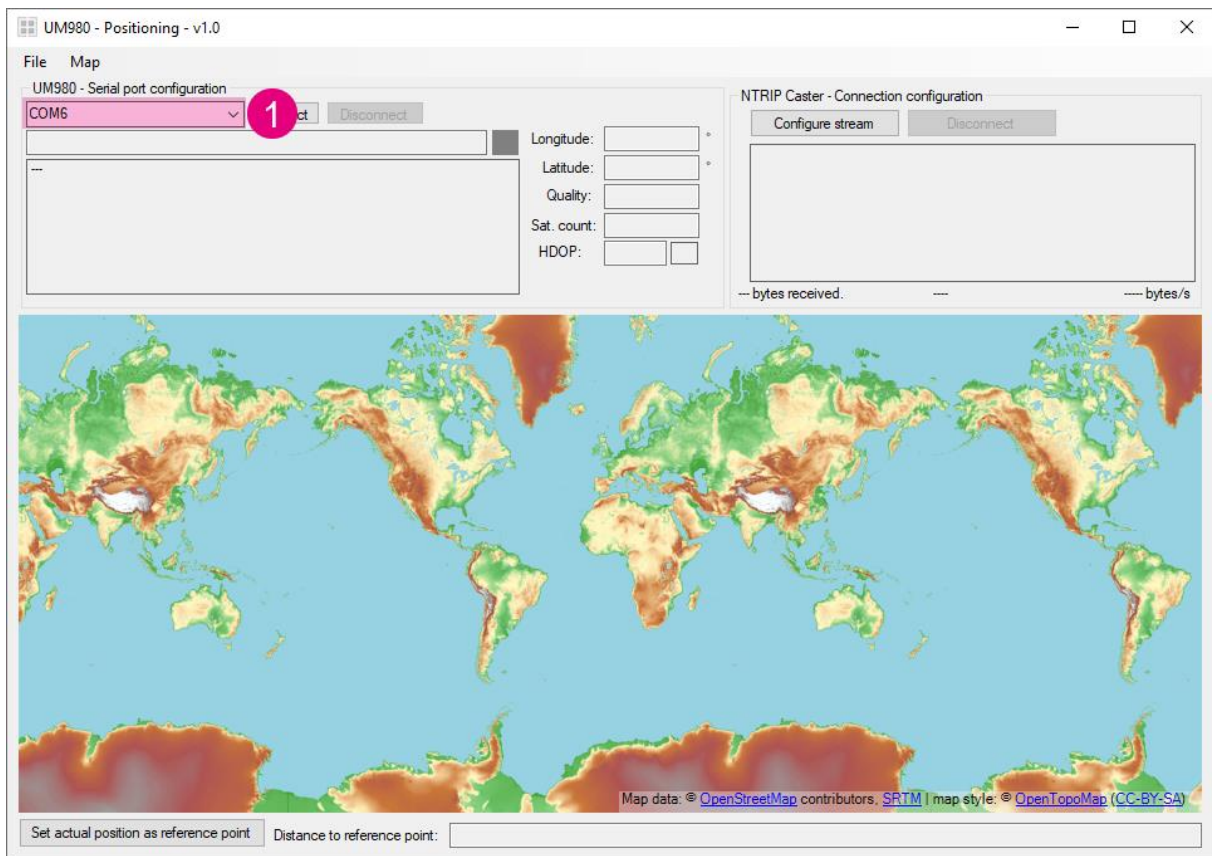 UM980 - Positioning - v1.0
File Map
UM980 - Serial port configuration
COM6
1
Disconnect
---
Longitude: °
Latitude: °
Quality:
Sat. count:
HDOP:
NTRIP Caster - Connection configuration
Configure stream Disconnect
--- bytes received. ---- ----- bytes/s
Map data: © OpenStreetMap contributors, SRTM | map style: © OpenTopoMap (CC-BY-SA)
Set actual position as reference point Distance to reference point: